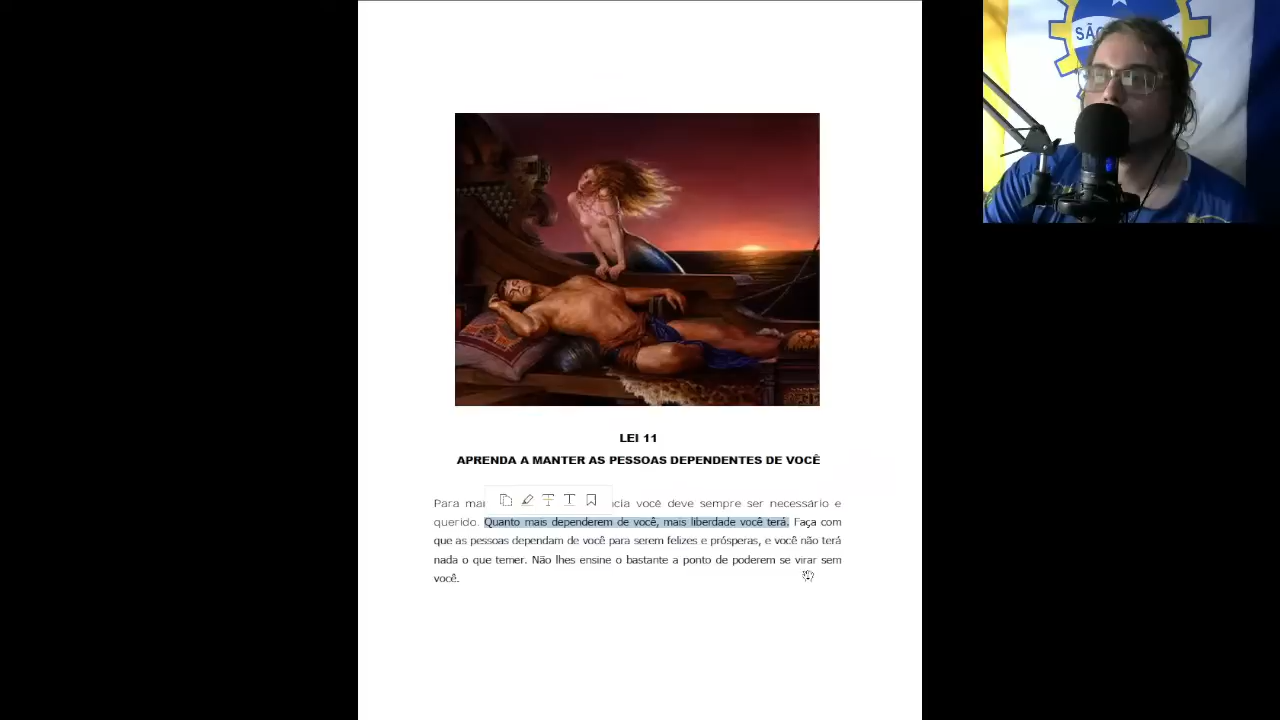 SÃO
LEI 11
APRENDA A MANTER AS PESSOAS DEPENDENTES DE VOCÊ
Para você deve sempre ser necessário e
querido. Quanto mais dependerem de você, mais liberdade você terá. Faça com
que as pessoas dependam de você para serem felizes e prósperas, e você não terá
nada o que temer. Não lhes ensine o bastante a ponto de poderem se virar sem
você.